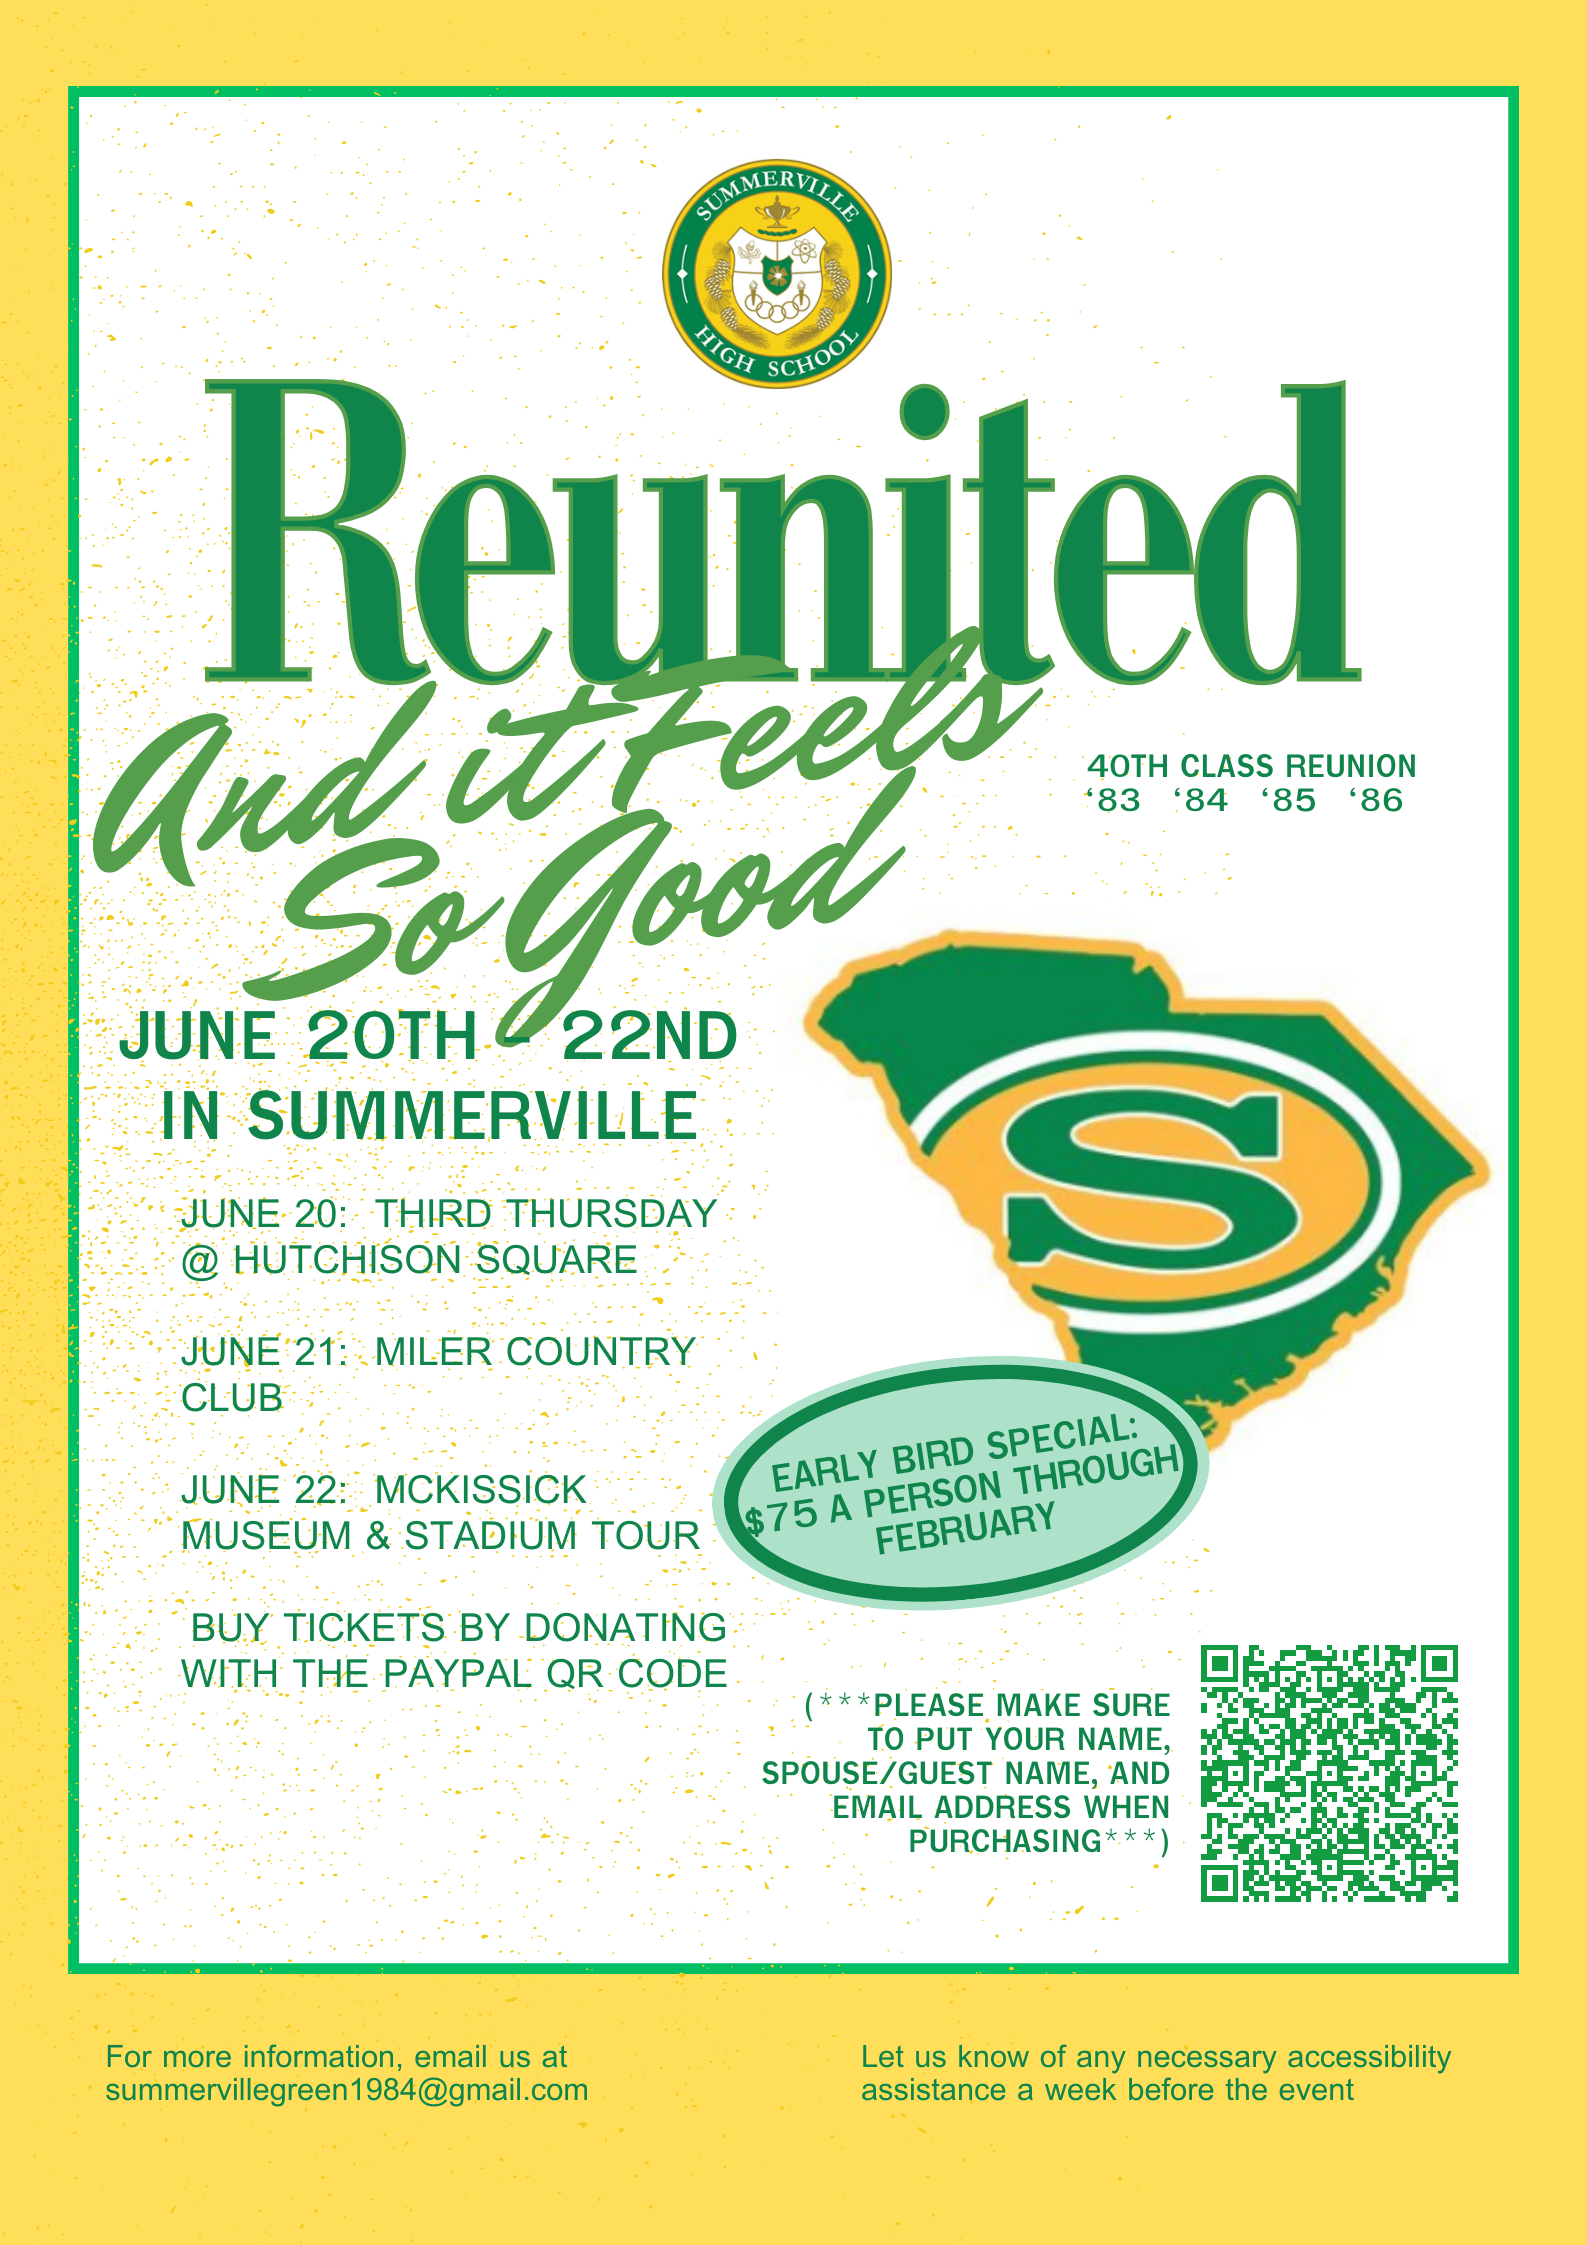 SUMMERVILLE
HIGH SCHOOL
Reunited
And it Feels
So Good
40TH CLASS REUNION
‘83 ‘84 ‘85 ‘86
JUNE 20TH - 22ND
IN SUMMERVILLE
S
JUNE 20: THIRD THURSDAY
@ HUTCHISON SQUARE
JUNE 21: MILER COUNTRY
CLUB
JUNE 22: MCKISSICK
MUSEUM & STADIUM TOUR
EARLY BIRD SPECIAL:
$75 A PERSON THROUGH
FEBRUARY
BUY TICKETS BY DONATING
WITH THE PAYPAL QR CODE
(***PLEASE MAKE SURE
TO PUT YOUR NAME,
SPOUSE/GUEST NAME, AND
EMAIL ADDRESS WHEN
PURCHASING***)
For more information, email us at
summervillegreen1984@gmail.com
Let us know of any necessary accessibility
assistance a week before the event